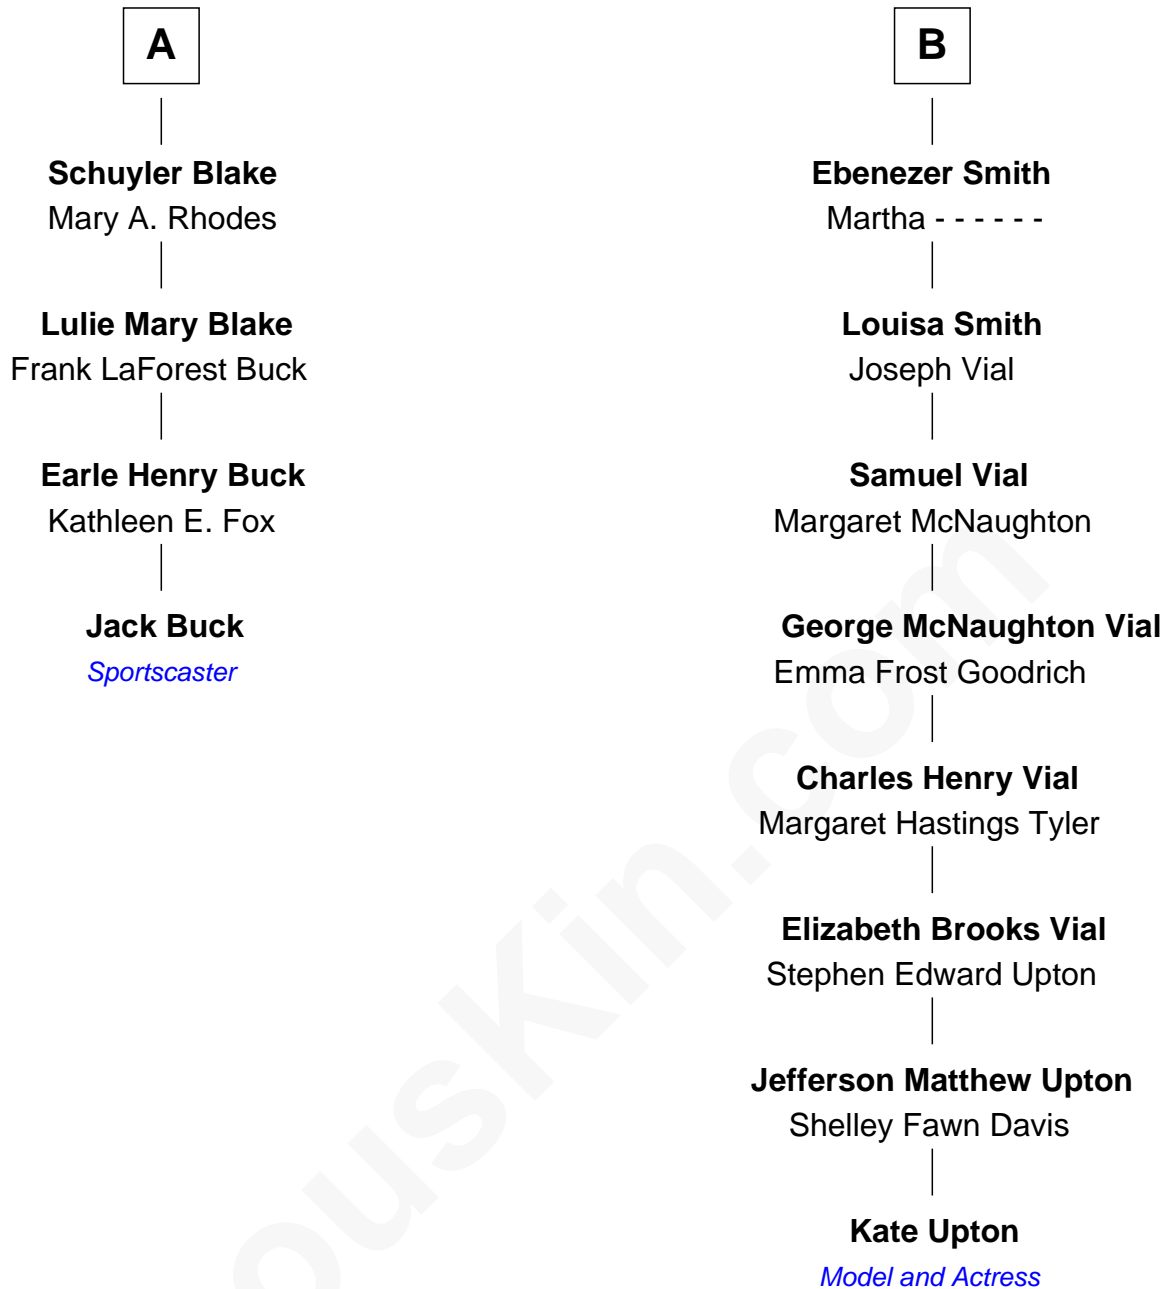 A
Schuyler Blake
Mary A. Rhodes
Lulie Mary Blake
Frank LaForest Buck
Earle Henry Buck
Kathleen E. Fox
Jack Buck
Sportscaster
B
Ebenezer Smith
Martha - - - - - -
Louisa Smith
Joseph Vial
Samuel Vial
Margaret McNaughton
George McNaughton Vial
Emma Frost Goodrich
Charles Henry Vial
Margaret Hastings Tyler
Elizabeth Brooks Vial
Stephen Edward Upton
Jefferson Matthew Upton
Shelley Fawn Davis
Kate Upton
Model and Actress
ousKin.com